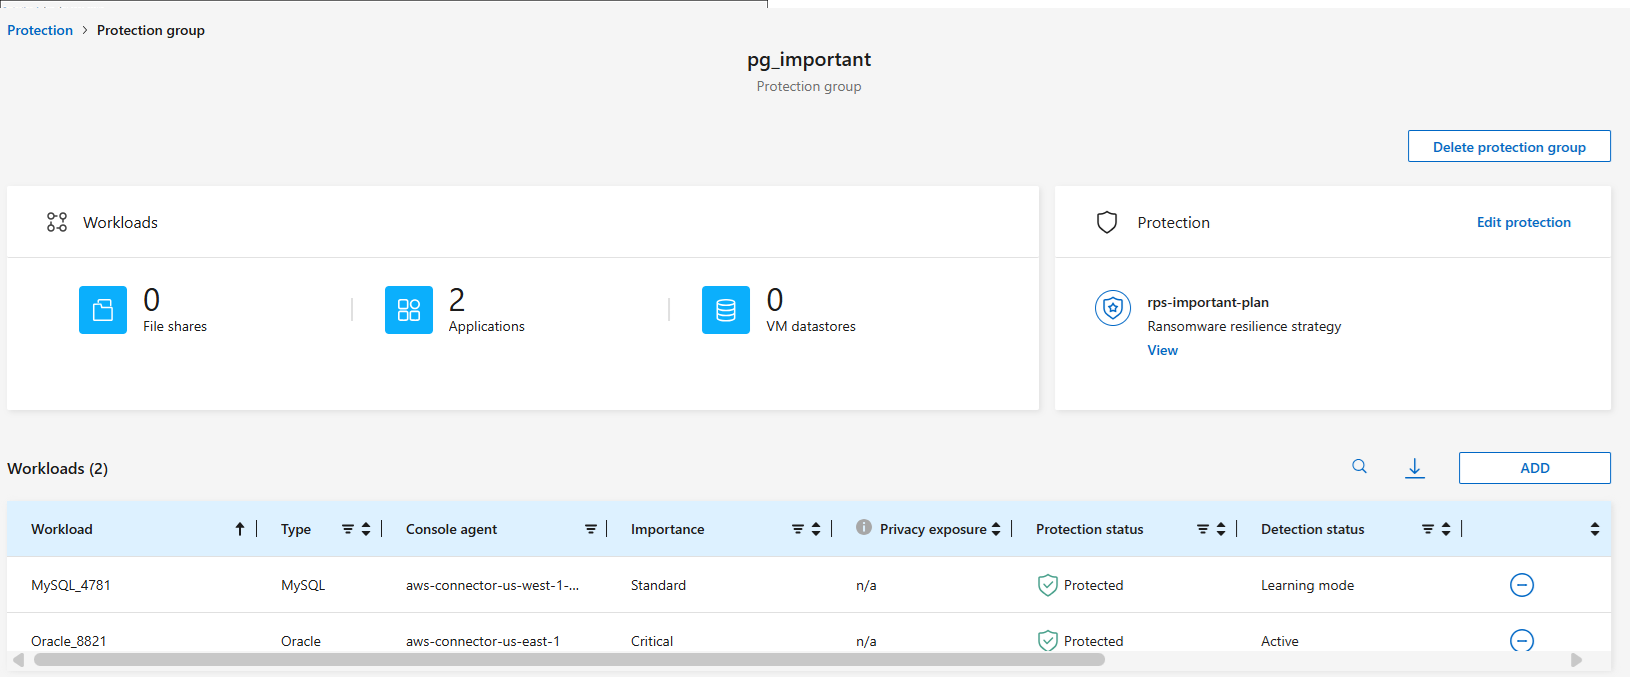 Protection > Protection group
pg_important
Protection group
Delete protection group
Workloads
0
File shares
2
Applications
0
VM datastores
Protection
Edit protection
rps-important-plan
Ransomware resilience strategy
View
Workloads (2)
ADD
Workload Type Console agent Importance Privacy exposure Protection status Detection status
MySQL_4781 MySQL aws-connector-us-west-1-... Standard n/a Protected Learning mode
Oracle_8821 Oracle aws-connector-us-east-1 Critical n/a Protected Active